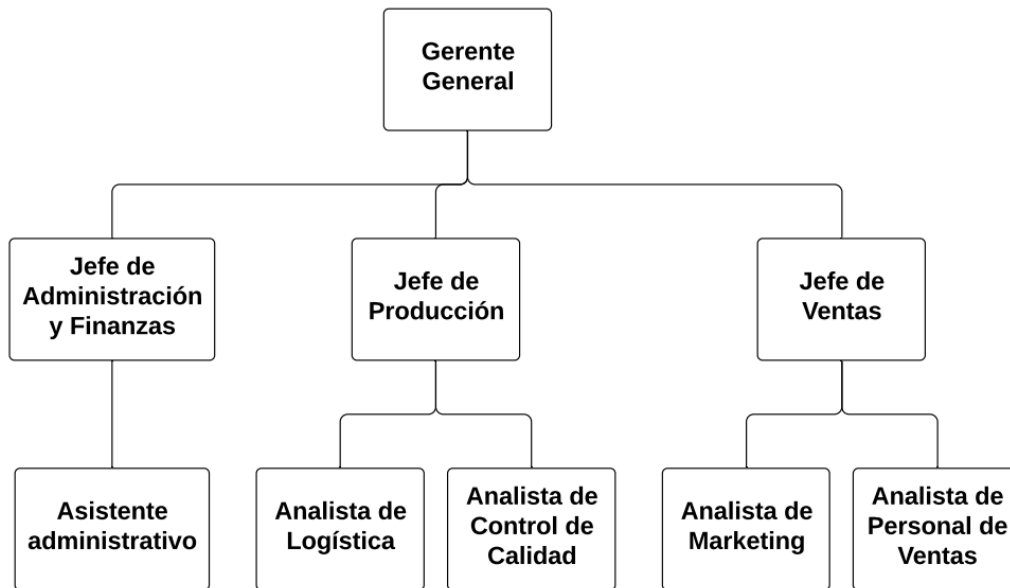 Gerente
General
Jefe de
Administración
y Finanzas
Jefe de
Producción
Jefe de
Ventas
Asistente
administrativo
Analista de
Logística
Analista de
Control de
Calidad
Analista de
Marketing
Analista de
Personal de
Ventas